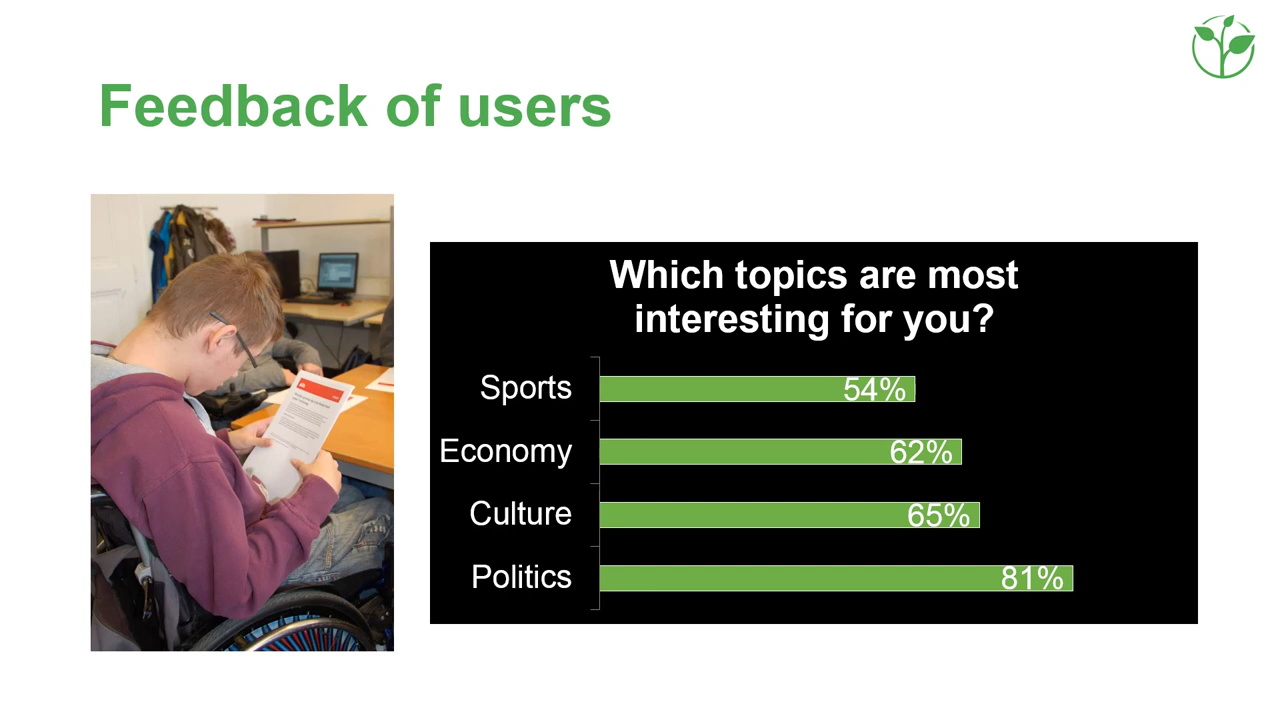 Feedback of users
Which topics are most
interesting for you?
Sports 54%
Economy 62%
Culture 65%
Politics 81%